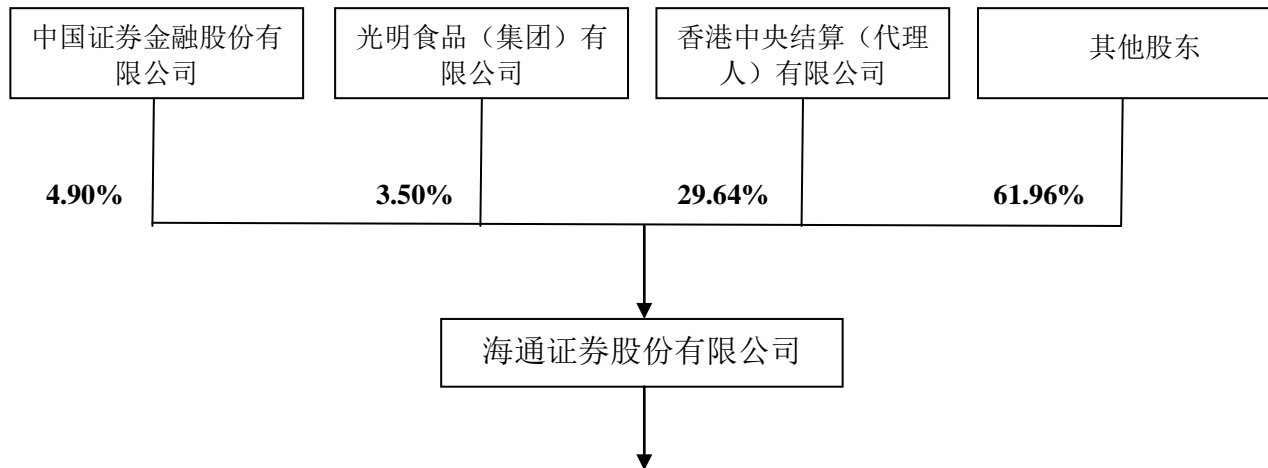 中国证券金融股份有
限公司
光明食品（集团）有
限公司
香港中央结算（代理
人）有限公司
其他股东
4.90%
3.50%
29.64%
61.96%
海通证券股份有限公司